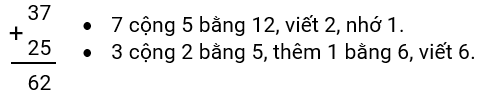 37
+
25
62
• 7 cộng 5 bằng 12, viết 2, nhớ 1.
• 3 cộng 2 bằng 5, thêm 1 bằng 6, viết 6.